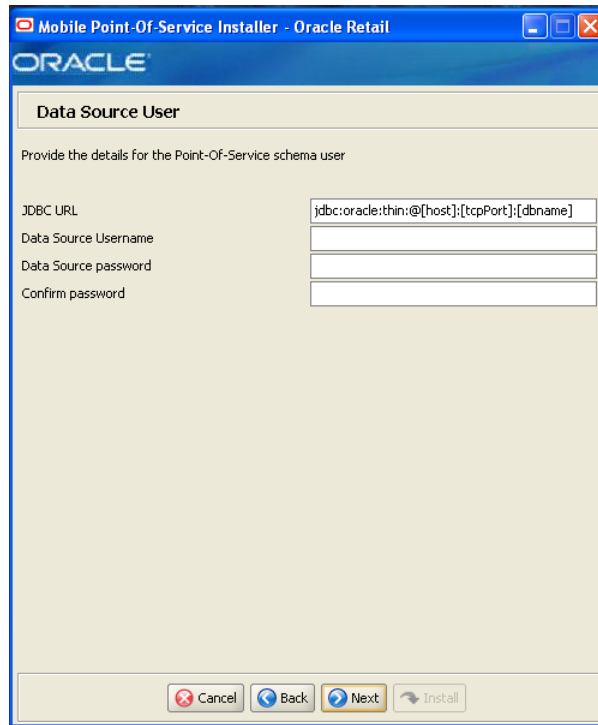 Mobile Point-Of-Service Installer - Oracle Retail
ORACLE
Data Source User
Provide the details for the Point-Of-Service schema user
JDBC URL jdbc:oracle:thin:@[host]:[tcpPort]:[dbname]
Data Source Username
Data Source password
Confirm password
Cancel Back Next Install